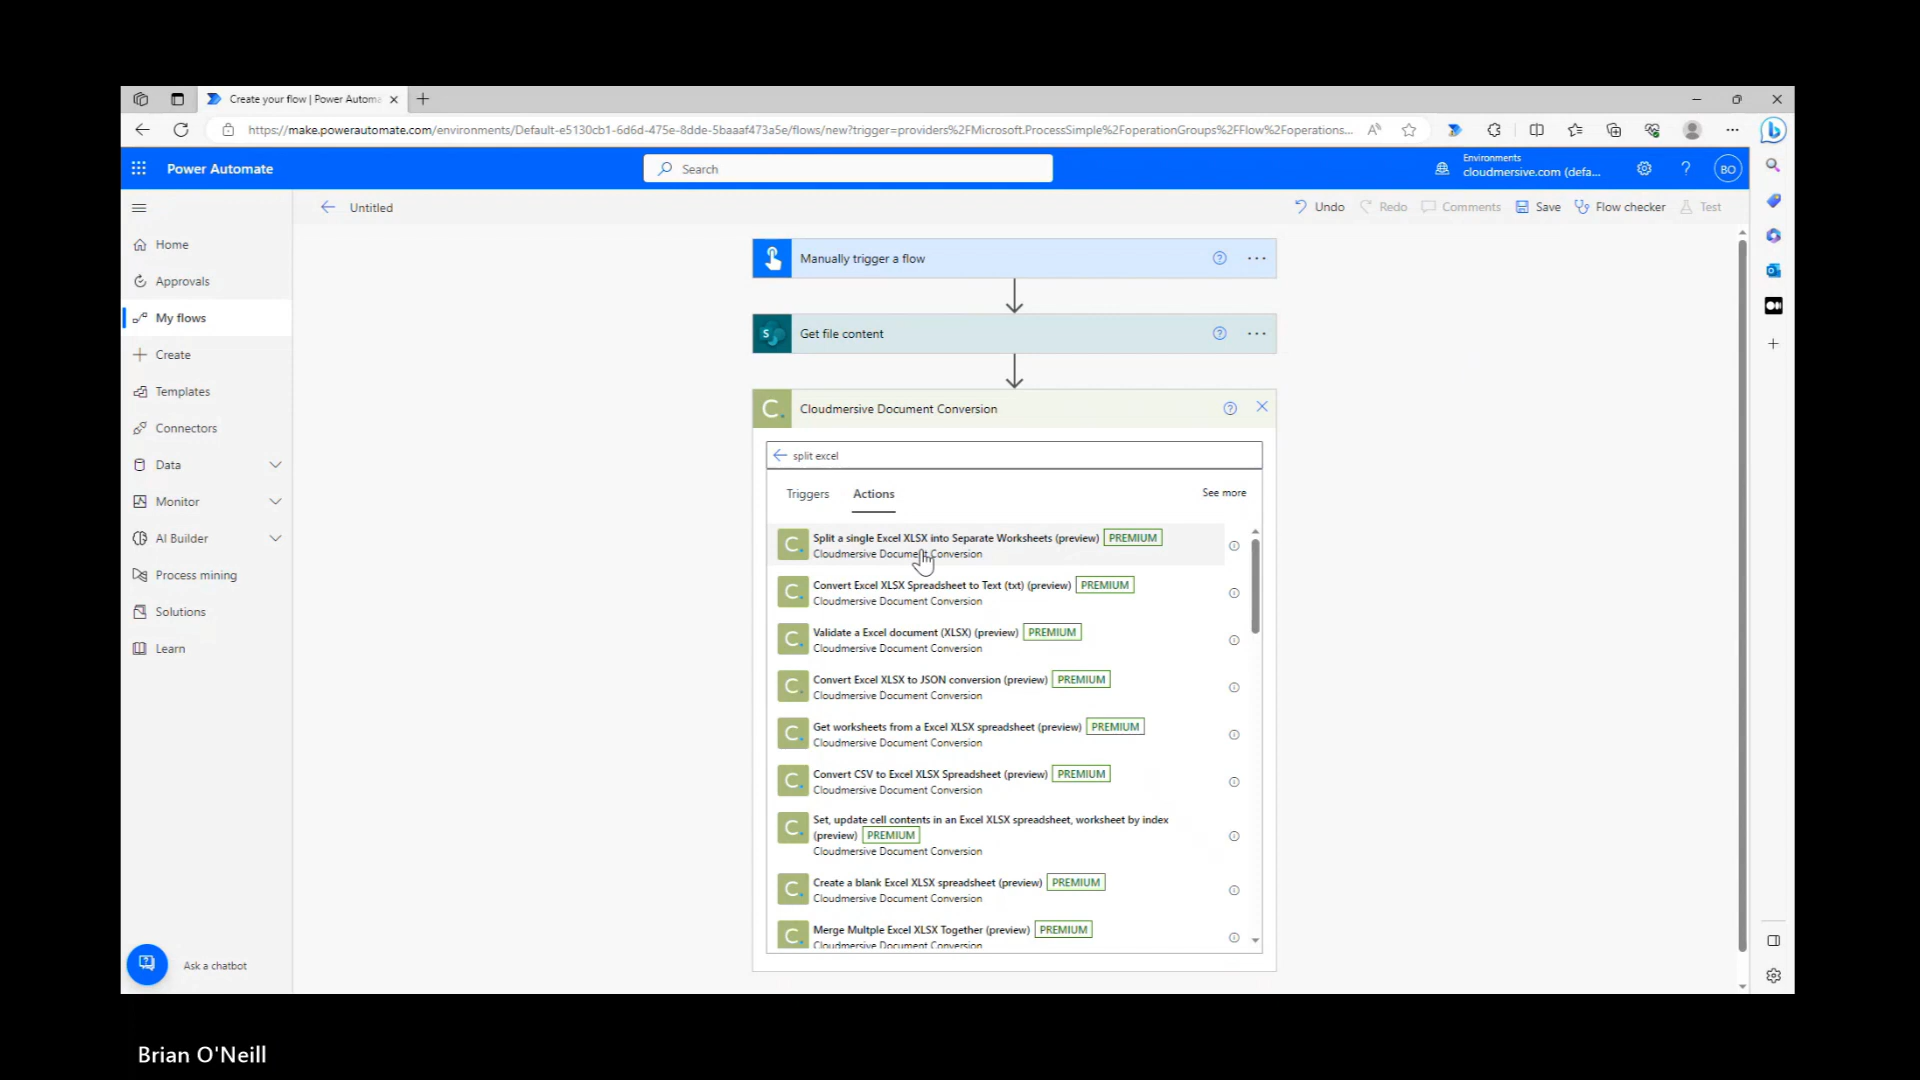 Create your flow | Power Automa
https://make.powerautomate.com/environments/Default-e5130cb1-6d6d-475e-8dde-5baaaf473a5e/flows/new?trigger=providers%2FMicrosoft.ProcessSimple%2FoperationGroups%2FFlow%2Foperations...
Power Automate
Search
Environments
cloudmersive.com (defa...
?
BO
Untitled
Undo
Redo
Comments
Save
Flow checker
Test
Home
Approvals
My flows
Create
Templates
Connectors
Data
Monitor
AI Builder
Process mining
Solutions
Learn
Ask a chatbot
Manually trigger a flow
Get file content
Cloudmersive Document Conversion
split excel
Triggers
Actions
See more
Split a single Excel XLSX into Separate Worksheets (preview) PREMIUM
Cloudmersive Document Conversion
Convert Excel XLSX Spreadsheet to Text (txt) (preview) PREMIUM
Cloudmersive Document Conversion
Validate a Excel document (XLSX) (preview) PREMIUM
Cloudmersive Document Conversion
Convert Excel XLSX to JSON conversion (preview) PREMIUM
Cloudmersive Document Conversion
Get worksheets from a Excel XLSX spreadsheet (preview) PREMIUM
Cloudmersive Document Conversion
Convert CSV to Excel XLSX Spreadsheet (preview) PREMIUM
Cloudmersive Document Conversion
Set, update cell contents in an Excel XLSX spreadsheet, worksheet by index
(preview) PREMIUM
Cloudmersive Document Conversion
Create a blank Excel XLSX spreadsheet (preview) PREMIUM
Cloudmersive Document Conversion
Merge Multple Excel XLSX Together (preview) PREMIUM
Cloudmersive Document Conversion
Brian O'Neill